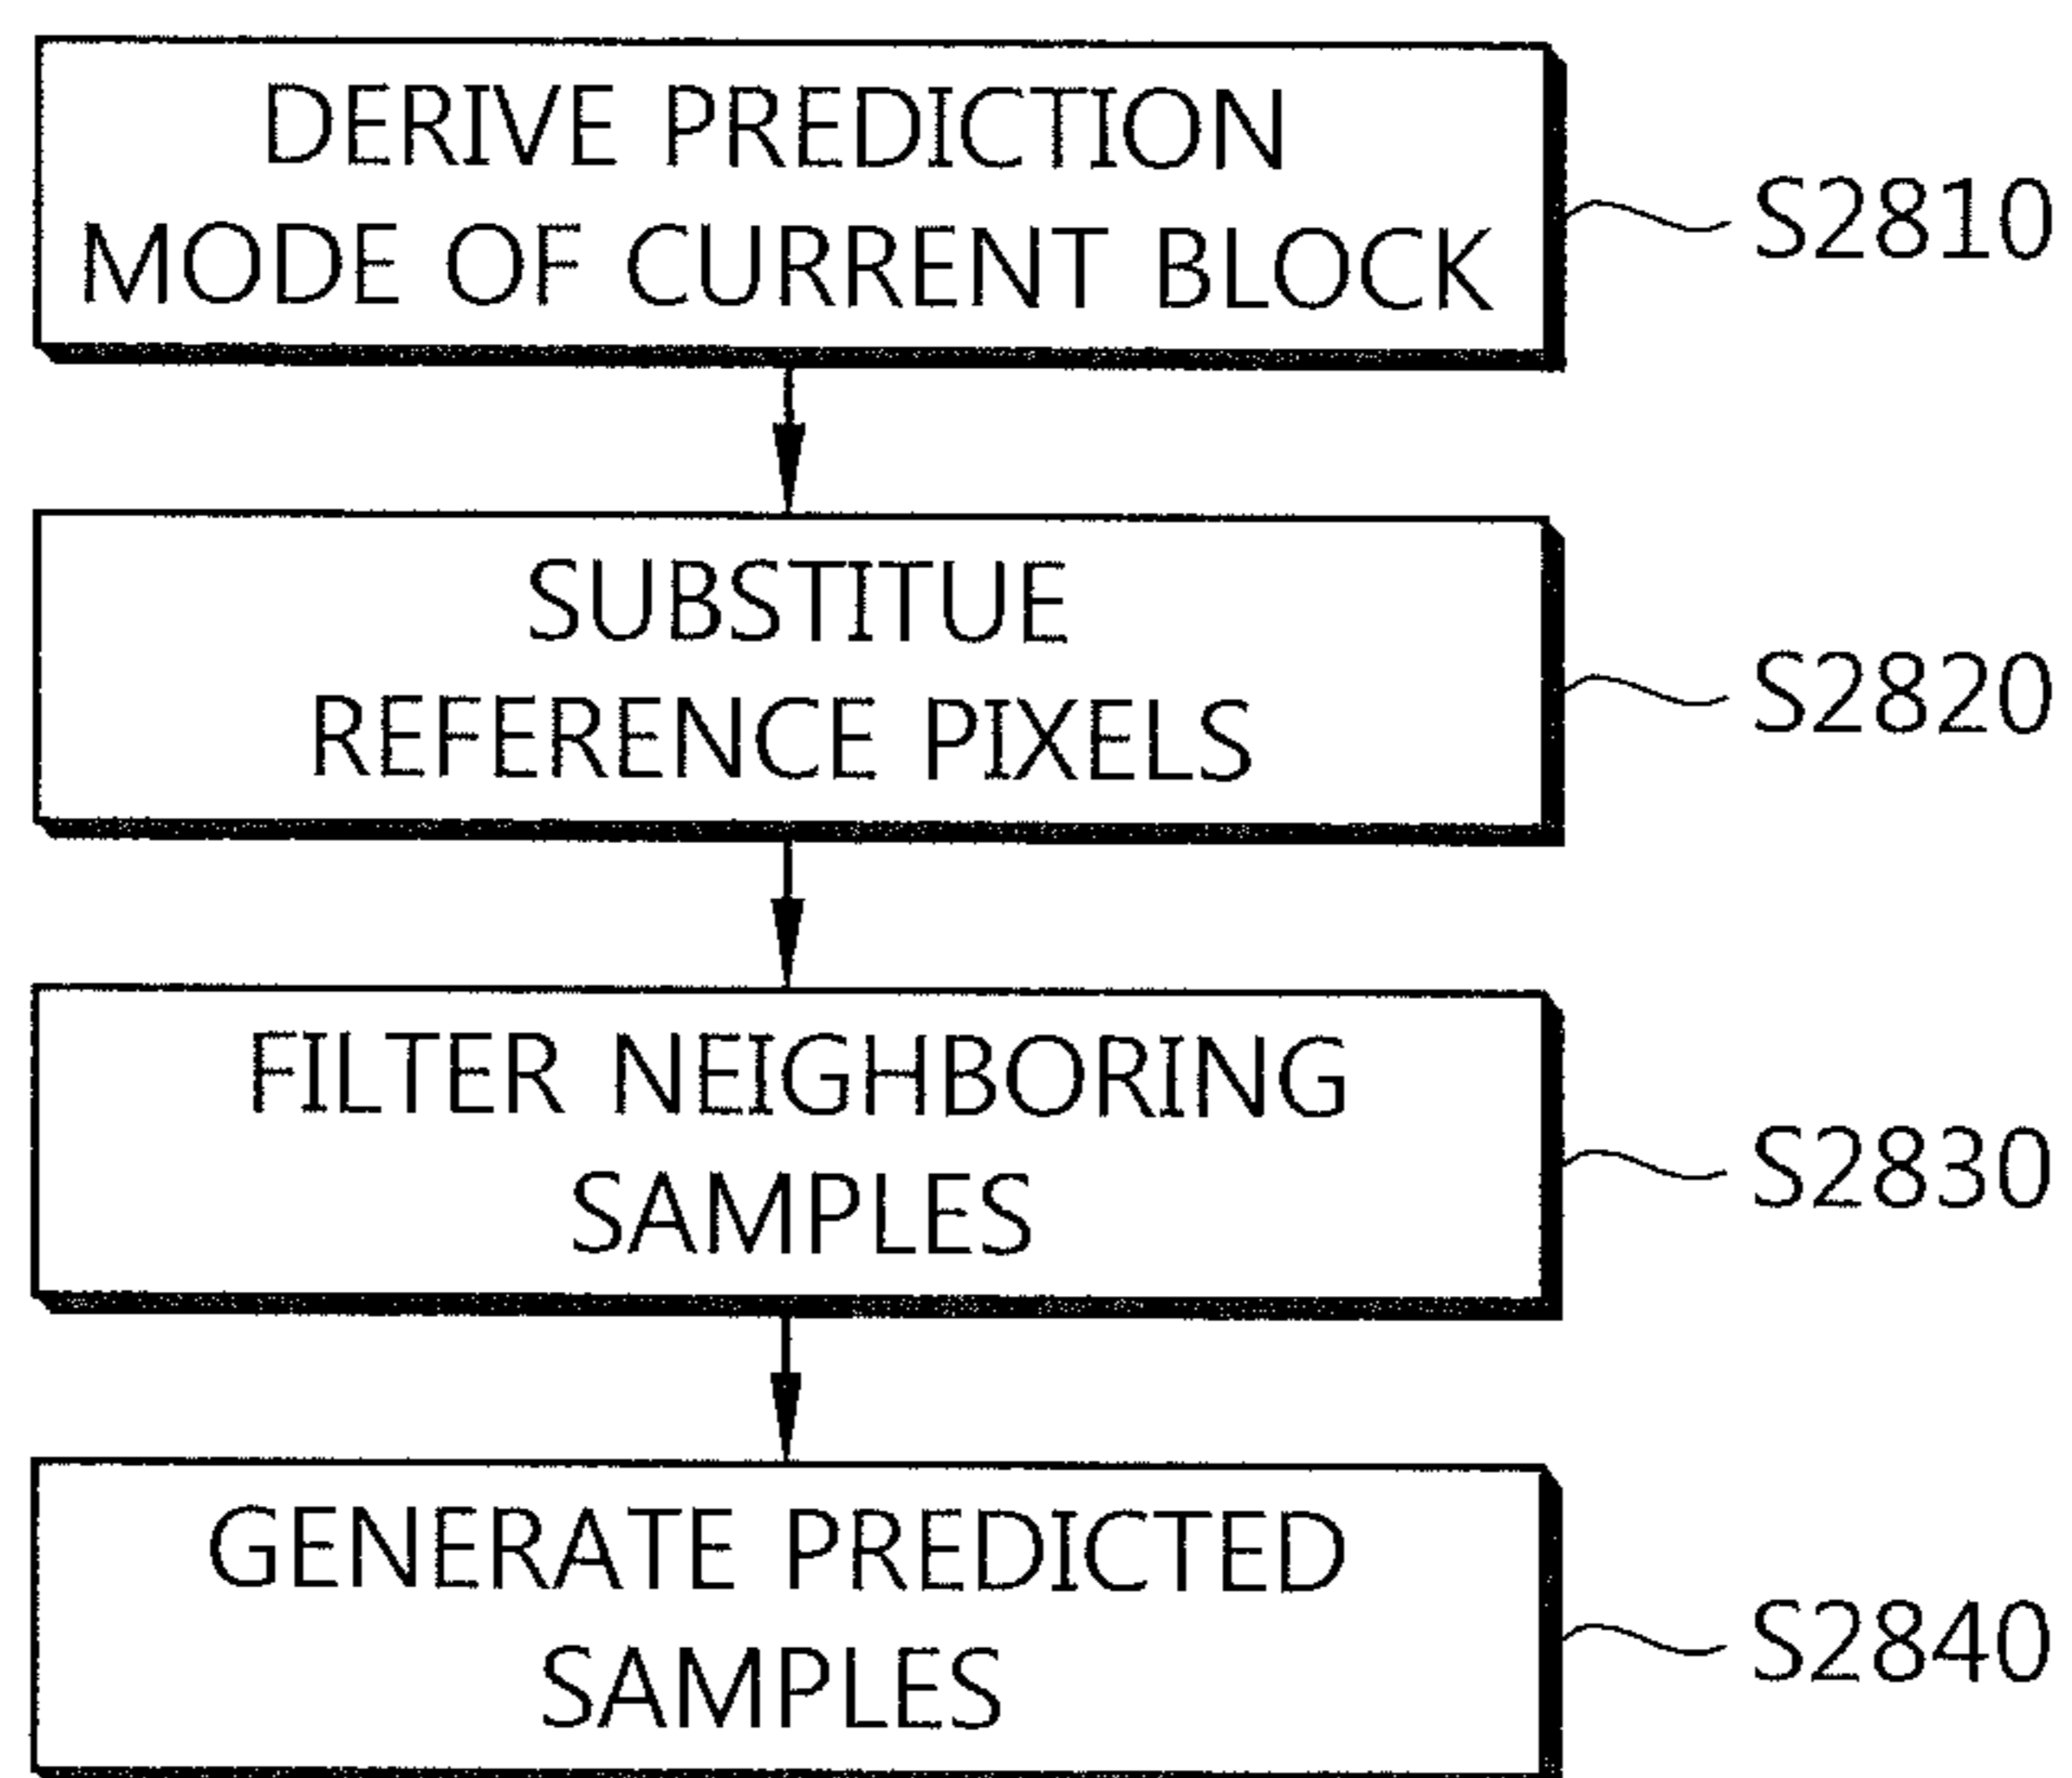 DERIVE PREDICTION
MODE OF CURRENT BLOCK
S2810
SUBSTITUE
REFERENCE PIXELS
S2820
FILTER NEIGHBORING
SAMPLES
S2830
GENERATE PREDICTED
SAMPLES
S2840